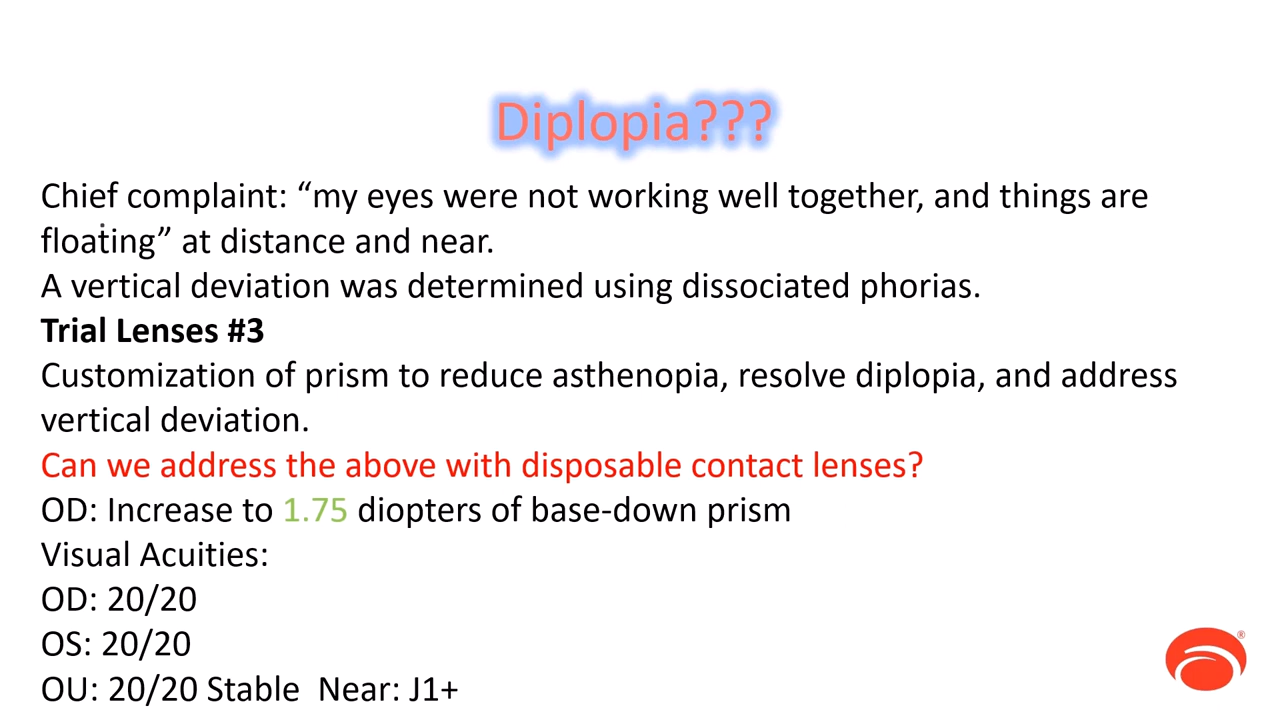 Diplopia???
Chief complaint: “my eyes were not working well together, and things are
floating” at distance and near.
A vertical deviation was determined using dissociated phorias.
Trial Lenses #3
Customization of prism to reduce asthenopia, resolve diplopia, and address
vertical deviation.
Can we address the above with disposable contact lenses?
OD: Increase to 1.75 diopters of base-down prism
Visual Acuities:
OD: 20/20
OS: 20/20
OU: 20/20 Stable  Near: J1+
®